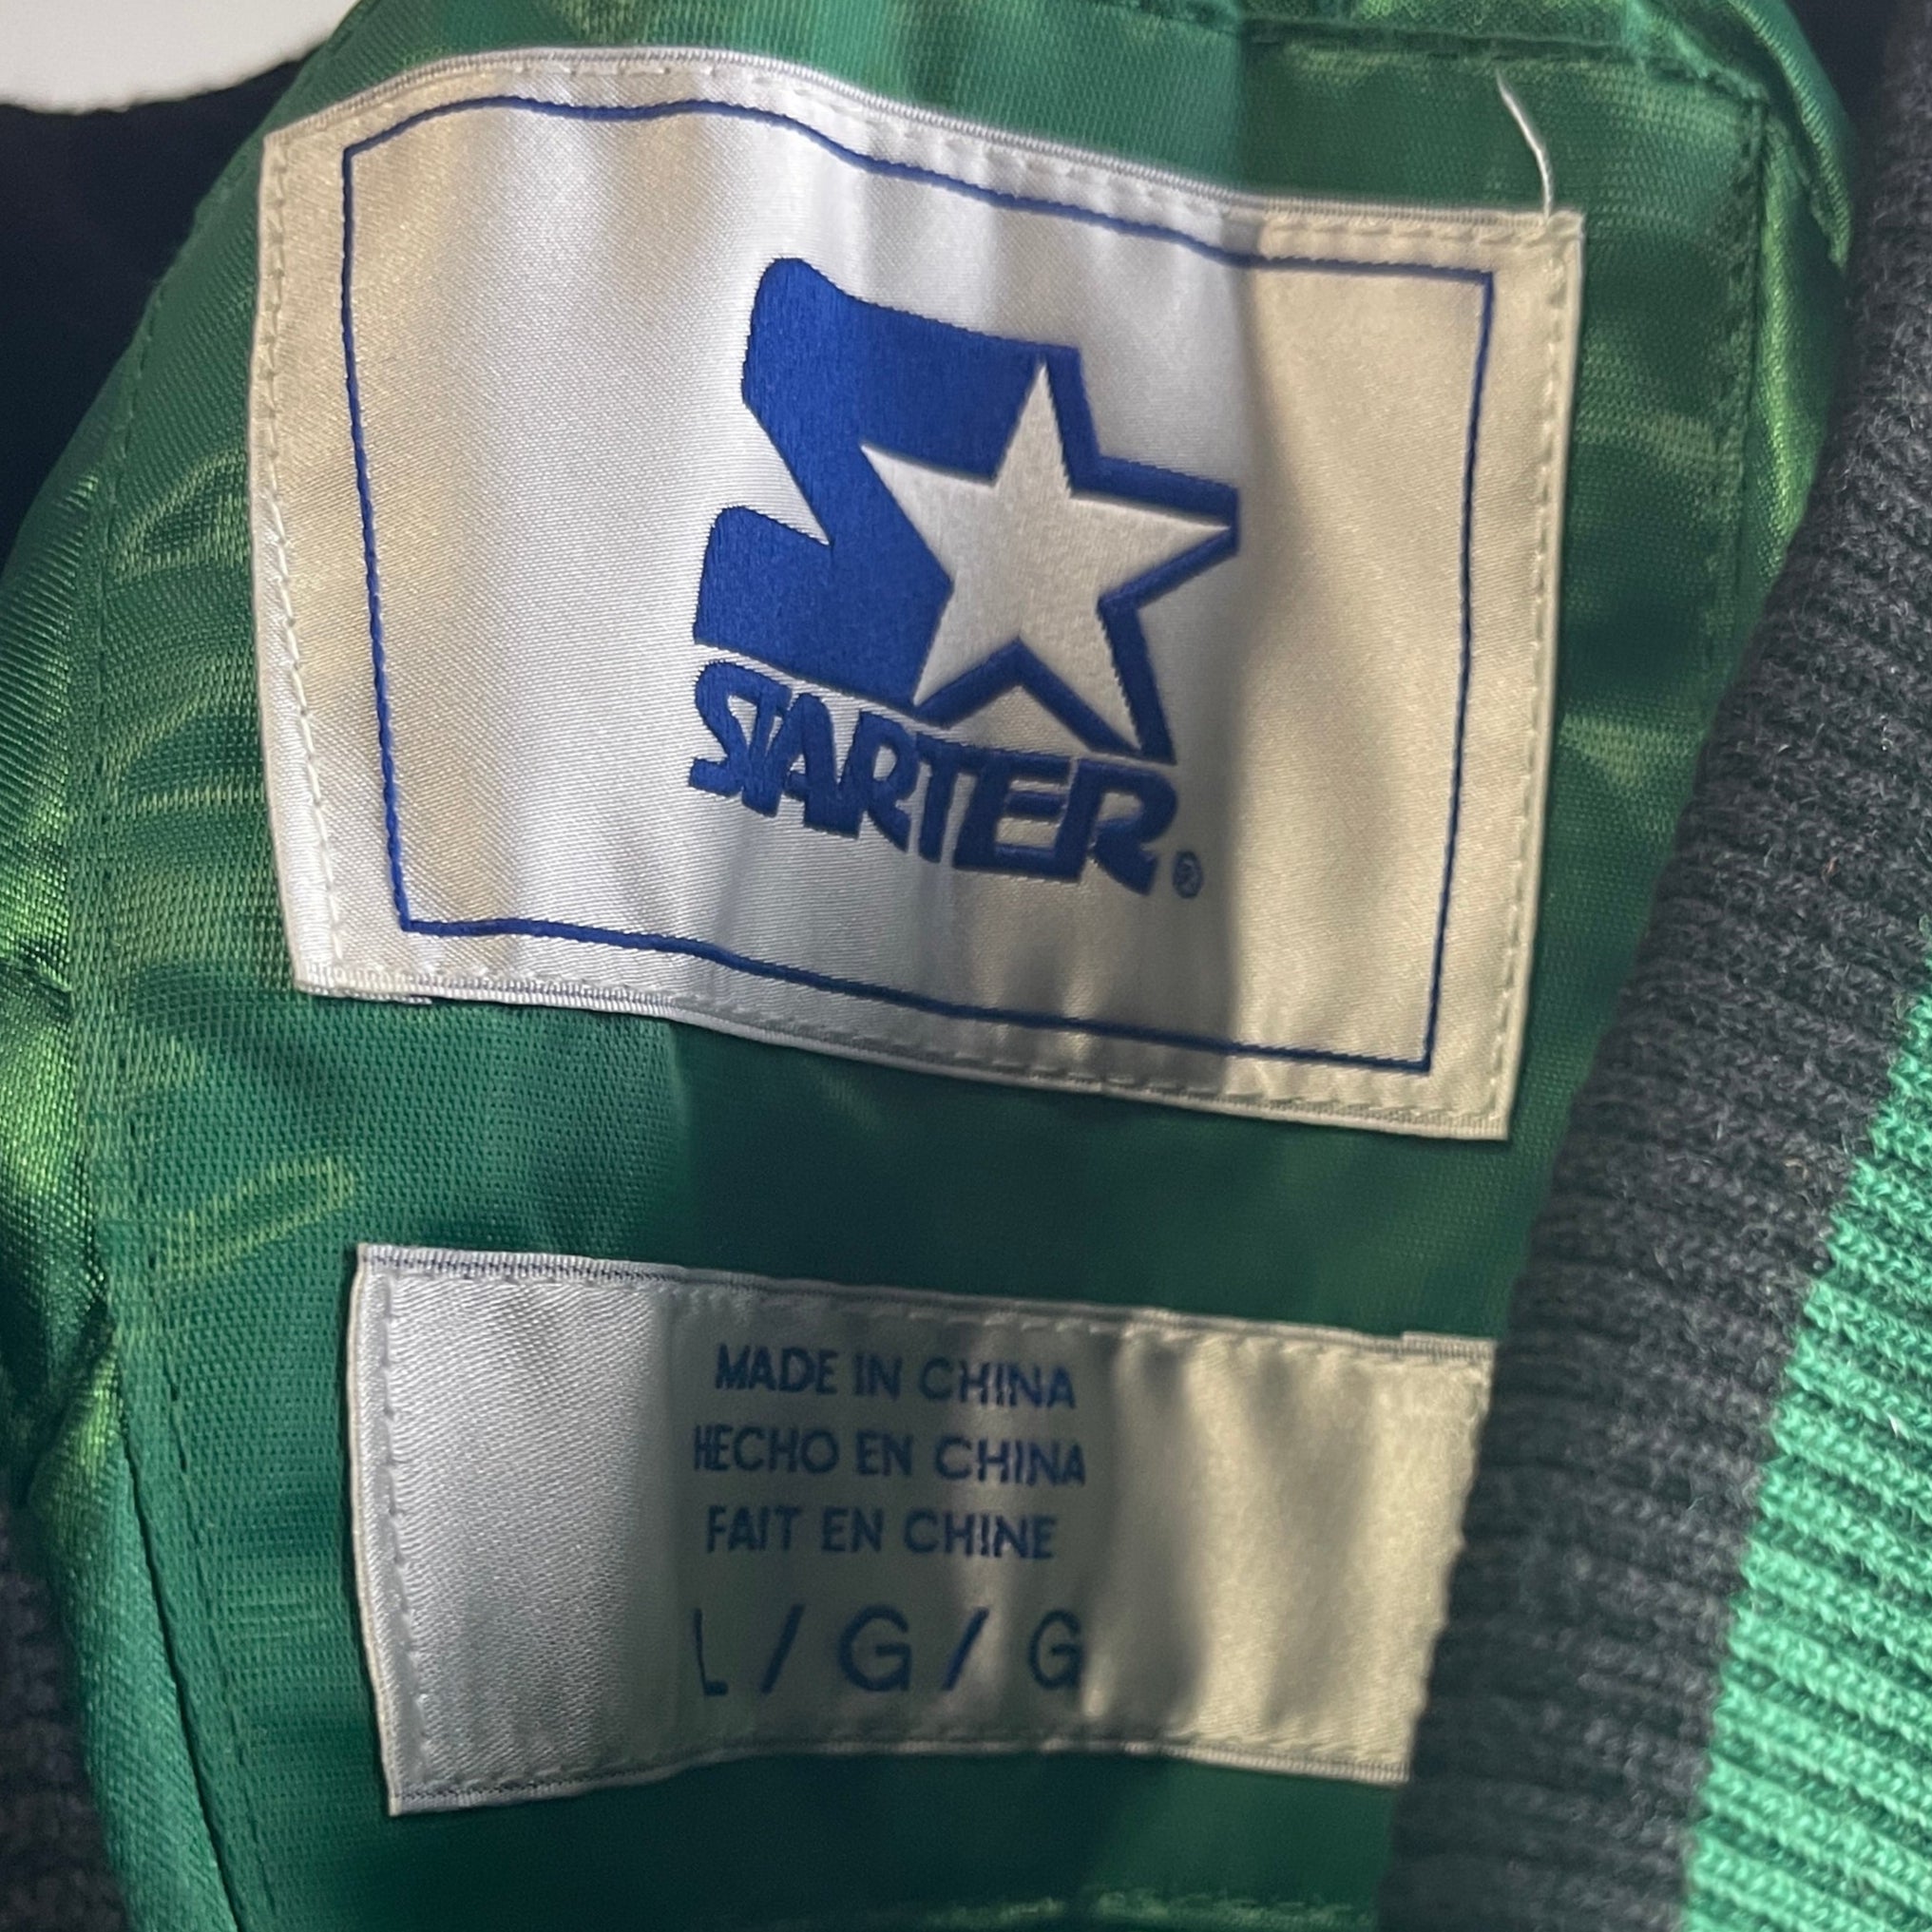 STARTER®
MADE IN CHINA
HECHO EN CHINA
FAIT EN CHINE
L / G / G